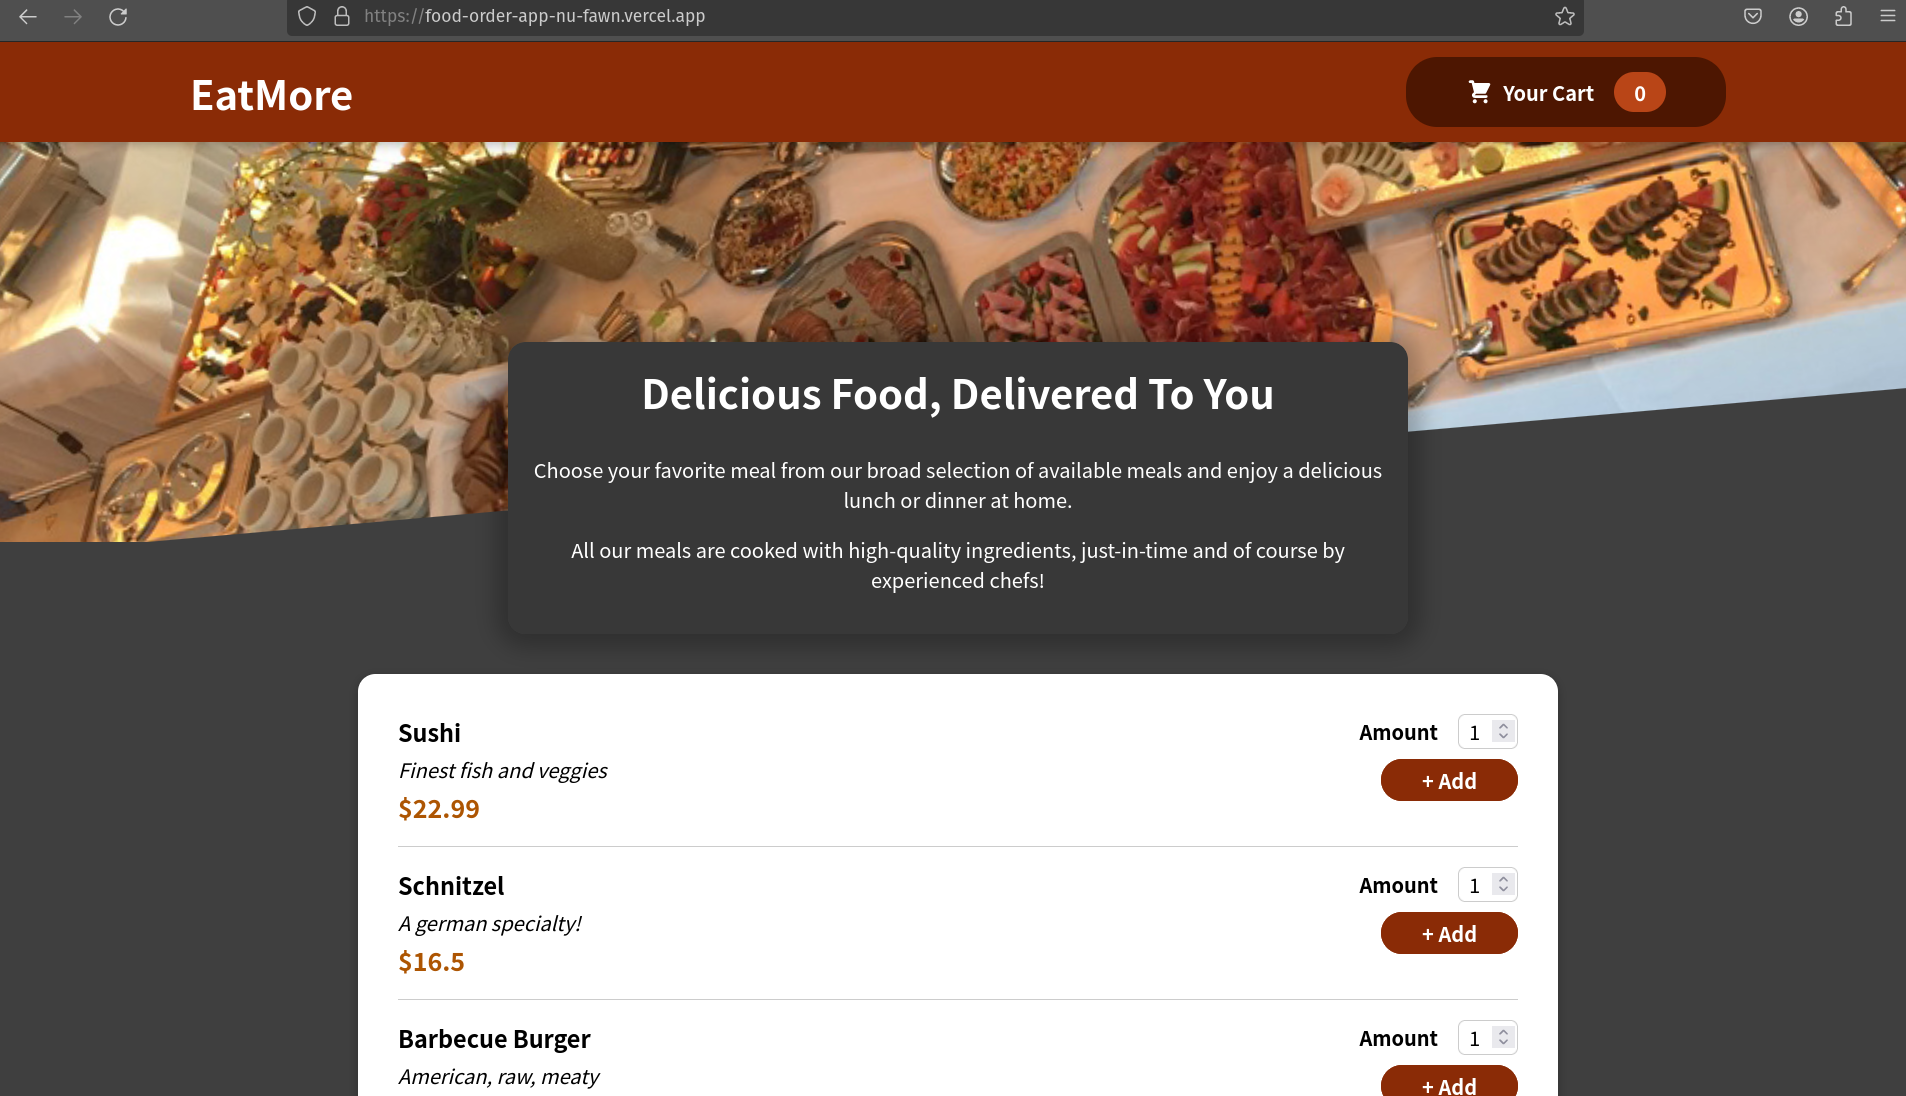 https://food-order-app-nu-fawn.vercel.app
EatMore
Your Cart 0
Delicious Food, Delivered To You
Choose your favorite meal from our broad selection of available meals and enjoy a delicious
lunch or dinner at home.
All our meals are cooked with high-quality ingredients, just-in-time and of course by
experienced chefs!
Sushi
Finest fish and veggies
$22.99
Amount 1
+ Add
Schnitzel
A german specialty!
$16.5
Amount 1
+ Add
Barbecue Burger
American, raw, meaty
Amount 1
+ Add